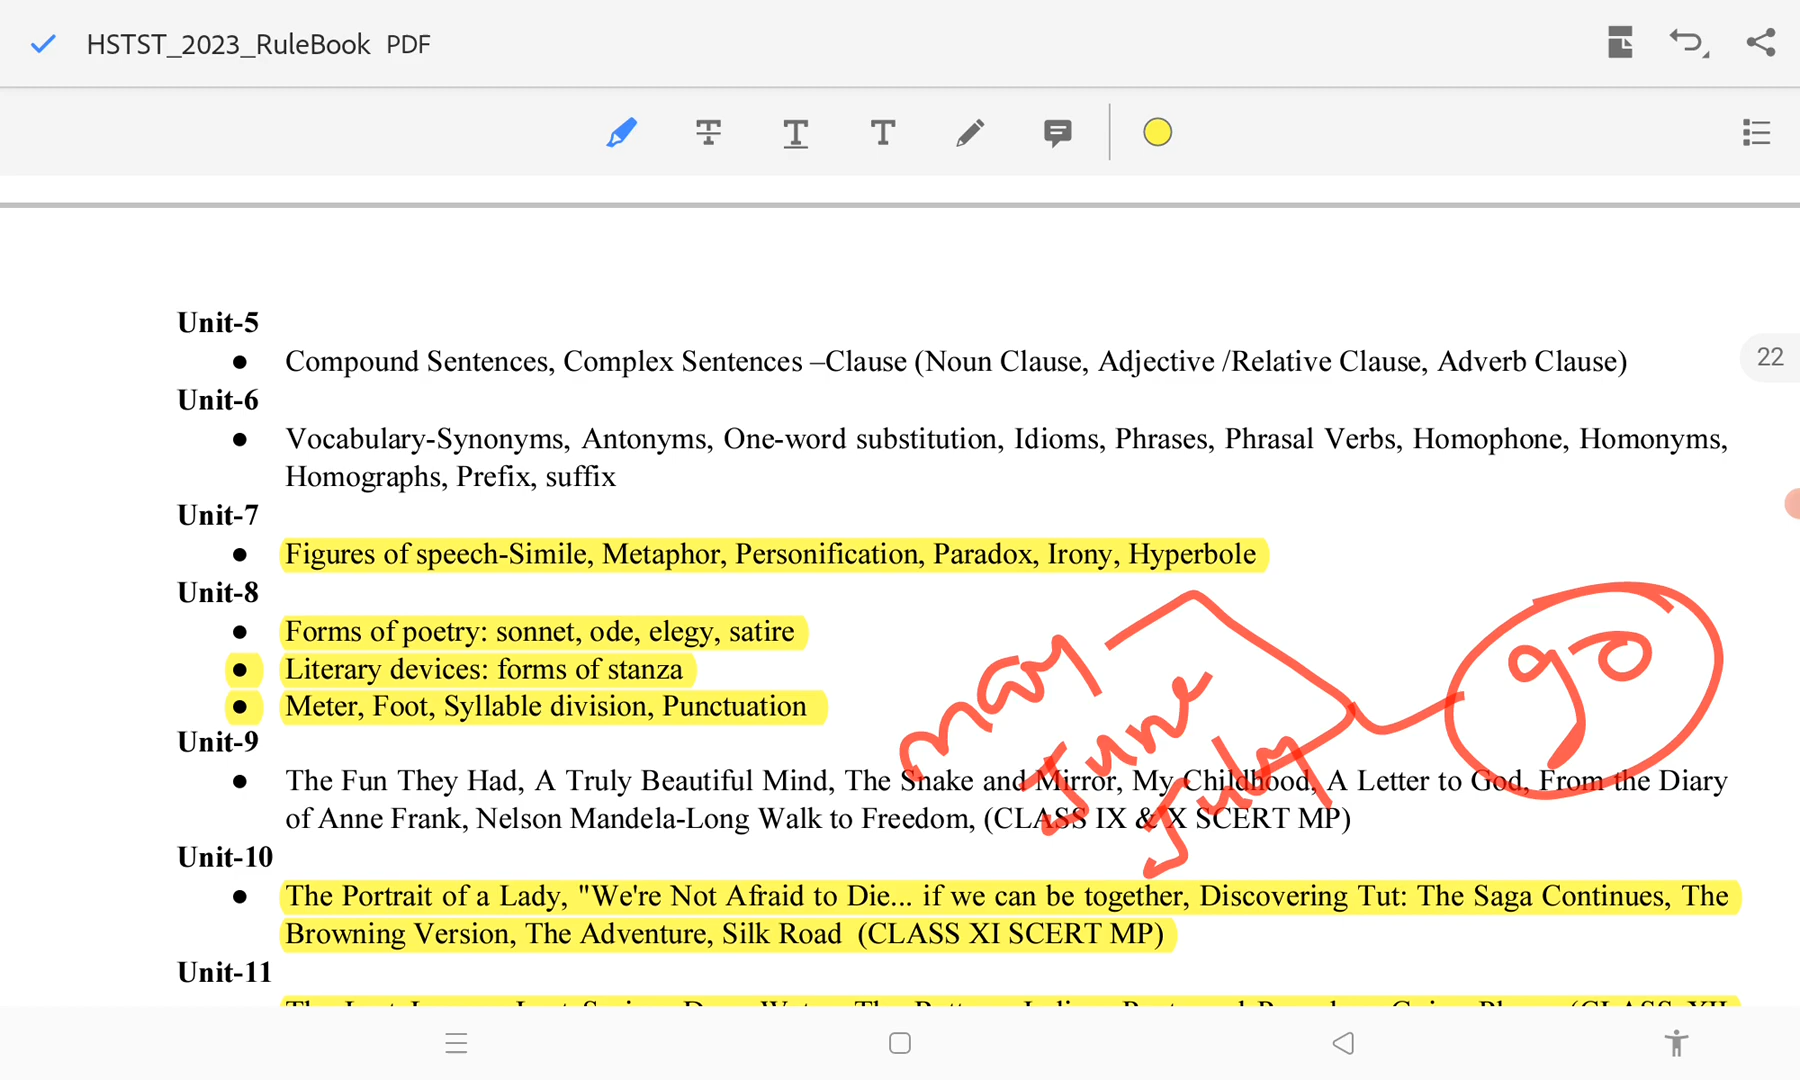 HSTST_2023_RuleBook PDF
22
Unit-5
● Compound Sentences, Complex Sentences –Clause (Noun Clause, Adjective /Relative Clause, Adverb Clause)
Unit-6
● Vocabulary-Synonyms, Antonyms, One-word substitution, Idioms, Phrases, Phrasal Verbs, Homophone, Homonyms,
Homographs, Prefix, suffix
Unit-7
● Figures of speech-Simile, Metaphor, Personification, Paradox, Irony, Hyperbole
Unit-8
● Forms of poetry: sonnet, ode, elegy, satire
● Literary devices: forms of stanza
● Meter, Foot, Syllable division, Punctuation
may
June
July
90
Unit-9
● The Fun They Had, A Truly Beautiful Mind, The Snake and Mirror, My Childhood, A Letter to God, From the Diary
of Anne Frank, Nelson Mandela-Long Walk to Freedom, (CLASS IX & X SCERT MP)
Unit-10
● The Portrait of a Lady, "We're Not Afraid to Die... if we can be together, Discovering Tut: The Saga Continues, The
Browning Version, The Adventure, Silk Road (CLASS XI SCERT MP)
Unit-11